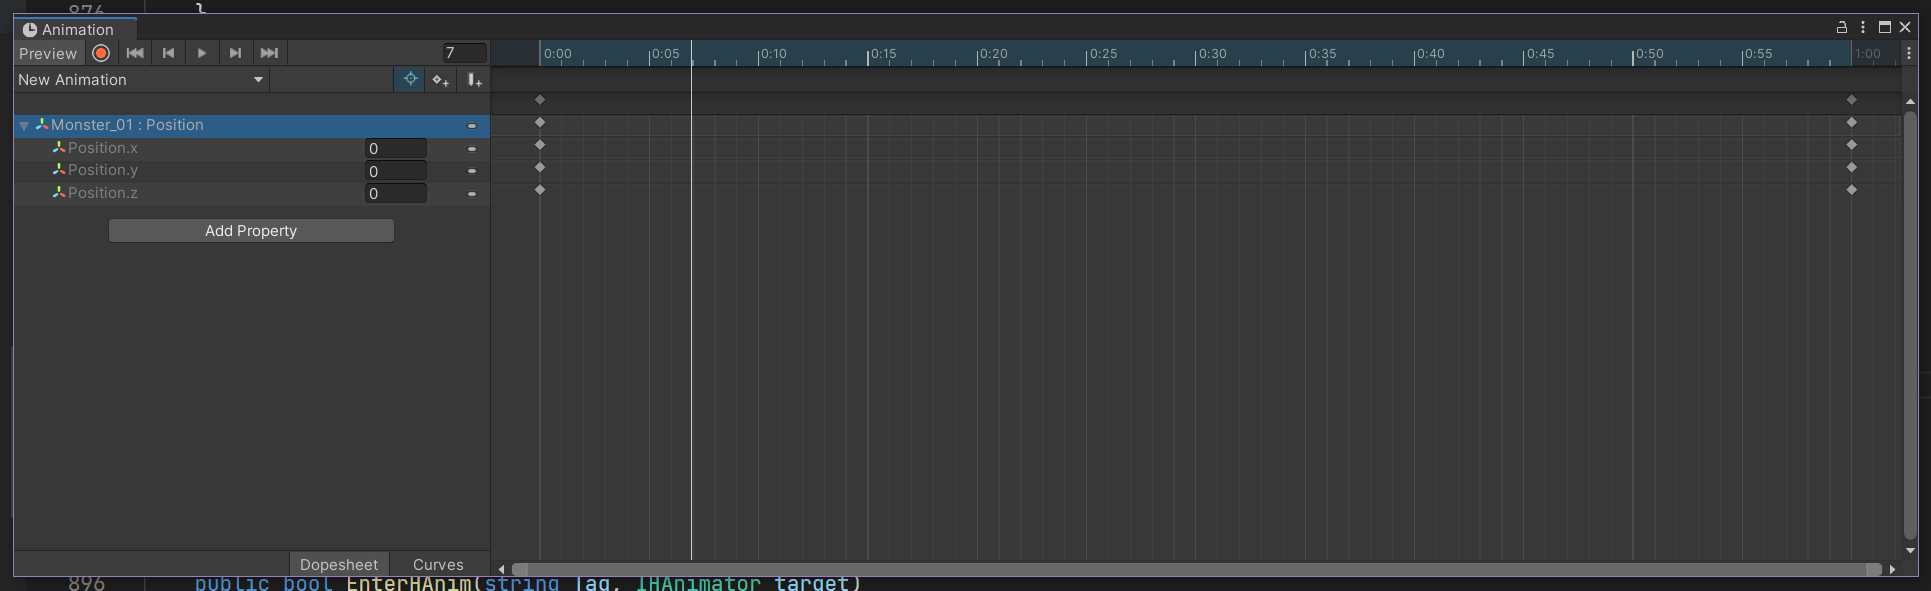 876 }
Animation
Preview 7 0:00 0:05 0:10 0:15 0:20 0:25 0:30 0:35 0:40 0:45 0:50 0:55 1:00
New Animation
Monster_01 : Position
Position.x 0
Position.y 0
Position.z 0
Add Property
Dopesheet Curves
896 public bool EnterHAnim(string Tag, IHAnimator target)